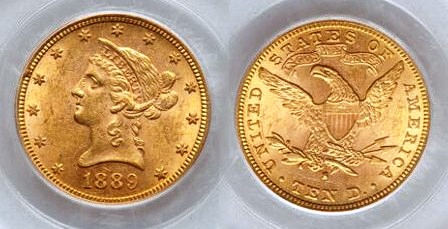 1889
UNITED STATES OF AMERICA
TEN D.